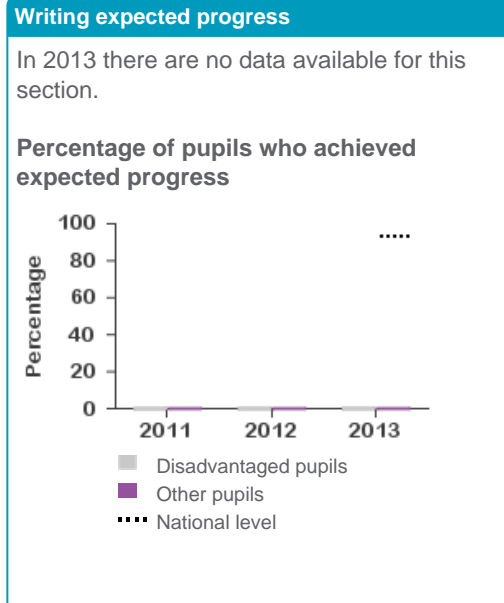 Writing expected progress
In 2013 there are no data available for this
section.
Percentage of pupils who achieved
expected progress
Percentage
100
80
60
40
20
0
2011 2012 2013
Disadvantaged pupils
Other pupils
National level